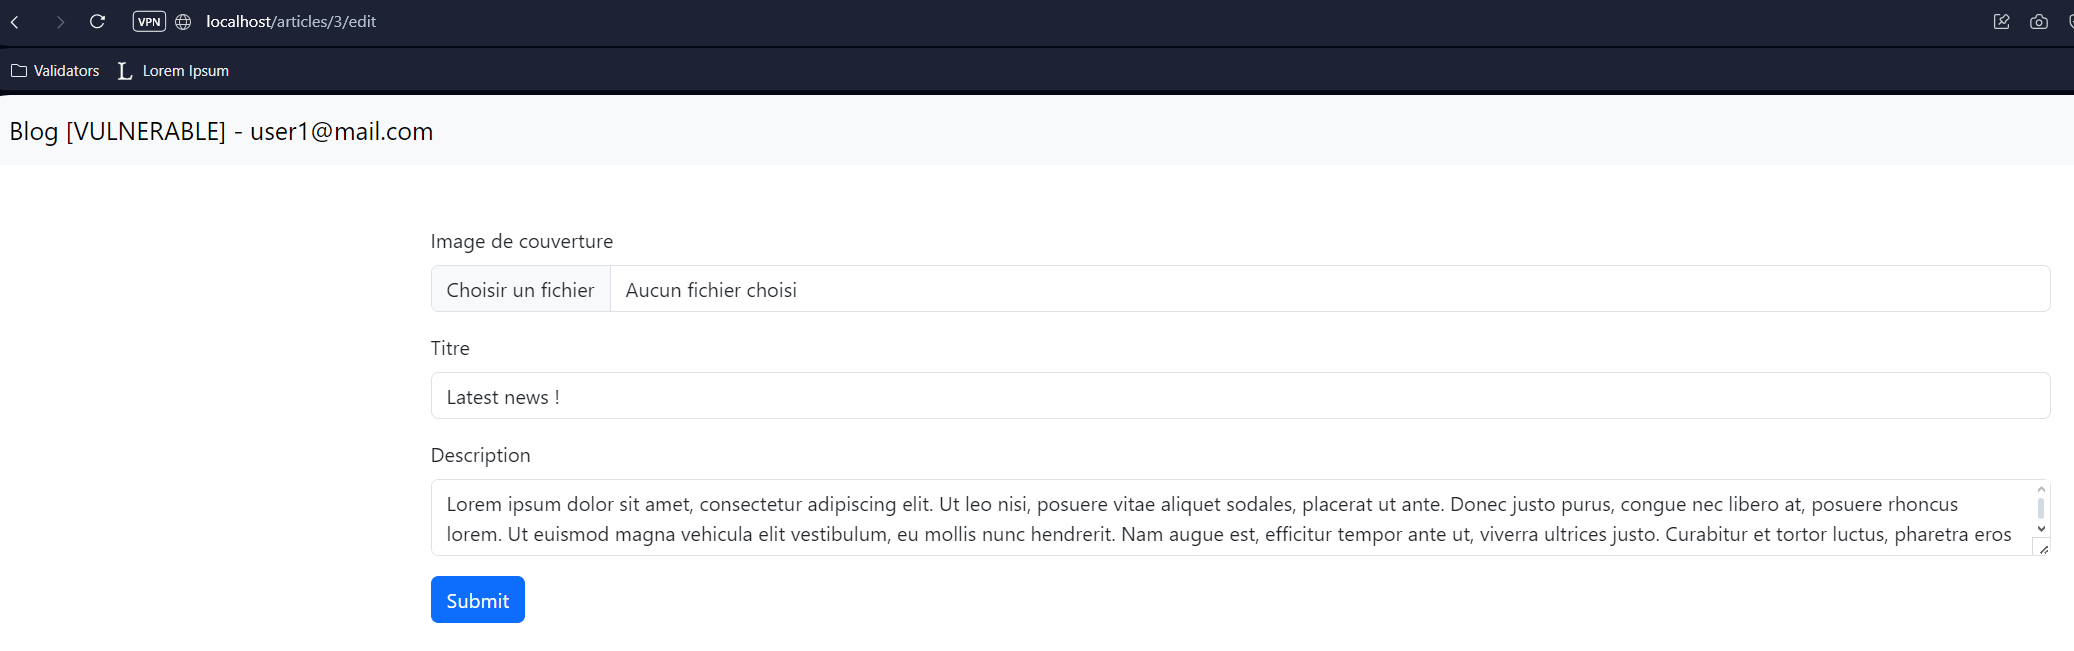 VPN localhost/articles/3/edit
Validators Lorem Ipsum
Blog [VULNERABLE] - user1@mail.com
Image de couverture
Choisir un fichier Aucun fichier choisi
Titre
Latest news !
Description
Lorem ipsum dolor sit amet, consectetur adipiscing elit. Ut leo nisi, posuere vitae aliquet sodales, placerat ut ante. Donec justo purus, congue nec libero at, posuere rhoncus
lorem. Ut euismod magna vehicula elit vestibulum, eu mollis nunc hendrerit. Nam augue est, efficitur tempor ante ut, viverra ultrices justo. Curabitur et tortor luctus, pharetra eros
Submit